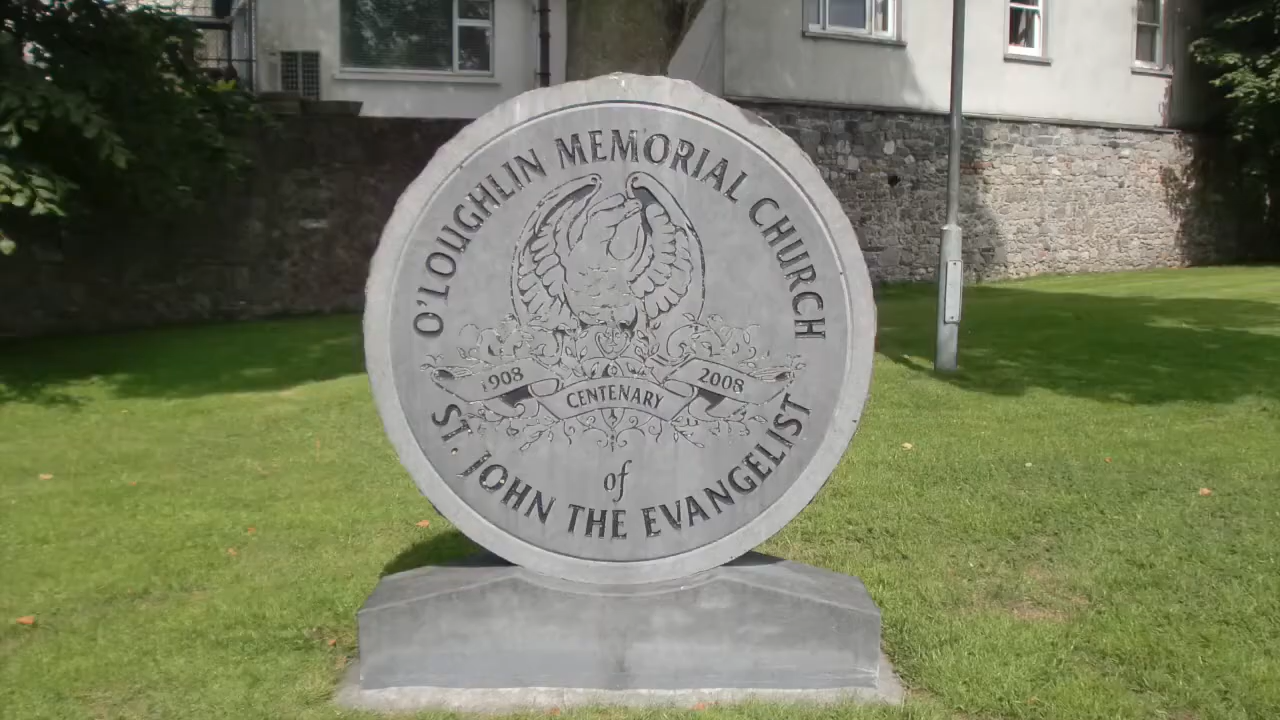 O'LOUGHLIN MEMORIAL CHURCH
1908 CENTENARY 2008
of
ST. JOHN THE EVANGELIST